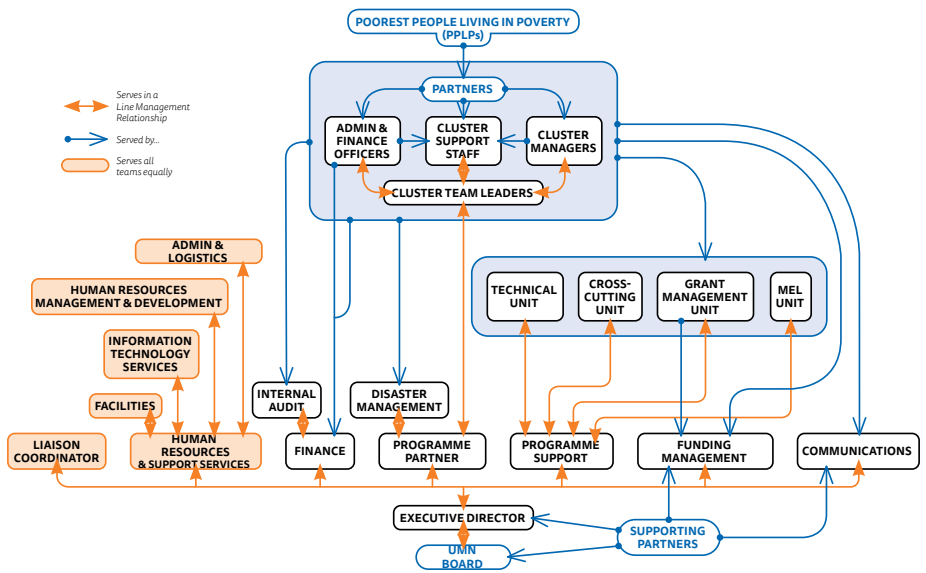 POOREST PEOPLE LIVING IN POVERTY
(PPLPs)
Serves in a
Line Management
Relationship
Served by...
Serves all
teams equally
PARTNERS
ADMIN &
FINANCE
OFFICERS
CLUSTER
SUPPORT
STAFF
CLUSTER
MANAGERS
CLUSTER TEAM LEADERS
ADMIN &
LOGISTICS
HUMAN RESOURCES
MANAGEMENT & DEVELOPMENT
INFORMATION
TECHNOLOGY
SERVICES
FACILITIES
TECHNICAL
UNIT
CROSS-
CUTTING
UNIT
GRANT
MANAGEMENT
UNIT
MEL
UNIT
INTERNAL
AUDIT
DISASTER
MANAGEMENT
LIAISON
COORDINATOR
HUMAN
RESOURCES
& SUPPORT SERVICES
FINANCE
PROGRAMME
PARTNER
PROGRAMME
SUPPORT
FUNDING
MANAGEMENT
COMMUNICATIONS
EXECUTIVE DIRECTOR
SUPPORTING
PARTNERS
UMN
BOARD